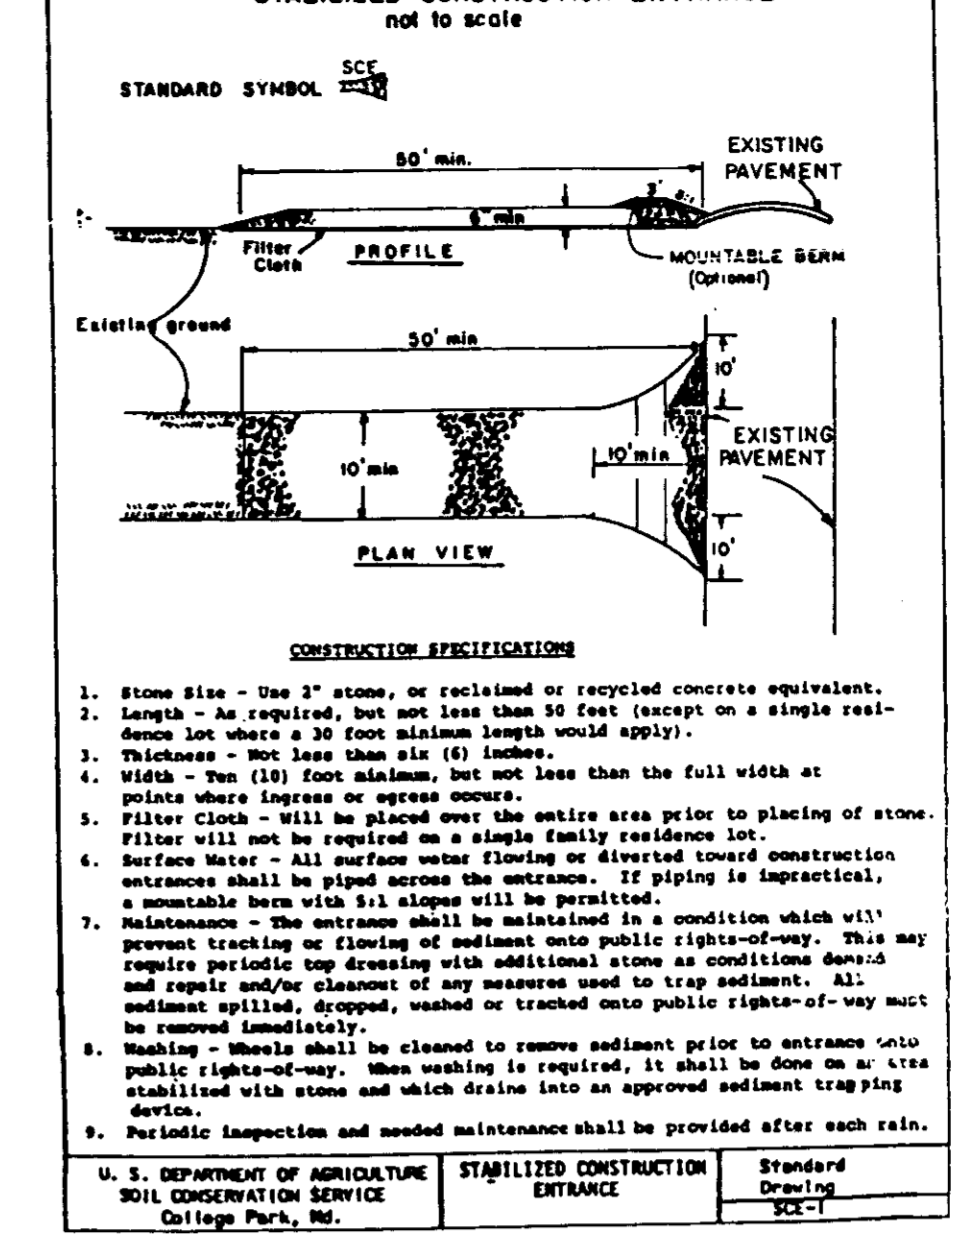 STABILIZED CONSTRUCTION ENTRANCE
not to scale
STANDARD SYMBOL SCE
50' min.
EXISTING
PAVEMENT
3'
5:1
6" min
Filter
Cloth
PROFILE
MOUNTABLE BERM
(Optional)
Existing ground
50' min
10'
10' min
10' min
EXISTING
PAVEMENT
10'
PLAN VIEW
CONSTRUCTION SPECIFICATIONS
1. Stone Size - Use 2" stone, or reclaimed or recycled concrete equivalent.
2. Length - As required, but not less than 50 feet (except on a single resi-
dence lot where a 30 foot minimum length would apply).
3. Thickness - Not less than six (6) inches.
4. Width - Ten (10) foot minimum, but not less than the full width at
points where ingress or egress occurs.
5. Filter Cloth - Will be placed over the entire area prior to placing of stone.
Filter will not be required on a single family residence lot.
6. Surface Water - All surface water flowing or diverted toward construction
entrances shall be piped across the entrance. If piping is impractical,
a mountable berm with 5:1 slopes will be permitted.
7. Maintenance - The entrance shall be maintained in a condition which will
prevent tracking or flowing of sediment onto public rights-of-way. This may
require periodic top dressing with additional stone as conditions demand
and repair and/or cleanout of any measures used to trap sediment. All
sediment spilled, dropped, washed or tracked onto public rights-of-way must
be removed immediately.
8. Washing - Wheels shall be cleaned to remove sediment prior to entrance onto
public rights-of-way. When washing is required, it shall be done on an area
stabilized with stone and which drains into an approved sediment trapping
device.
9. Periodic inspection and needed maintenance shall be provided after each rain.
U. S. DEPARTMENT OF AGRICULTURE
SOIL CONSERVATION SERVICE
College Park, Md.
STABILIZED CONSTRUCTION
ENTRANCE
Standard
Drawing
SCE-1